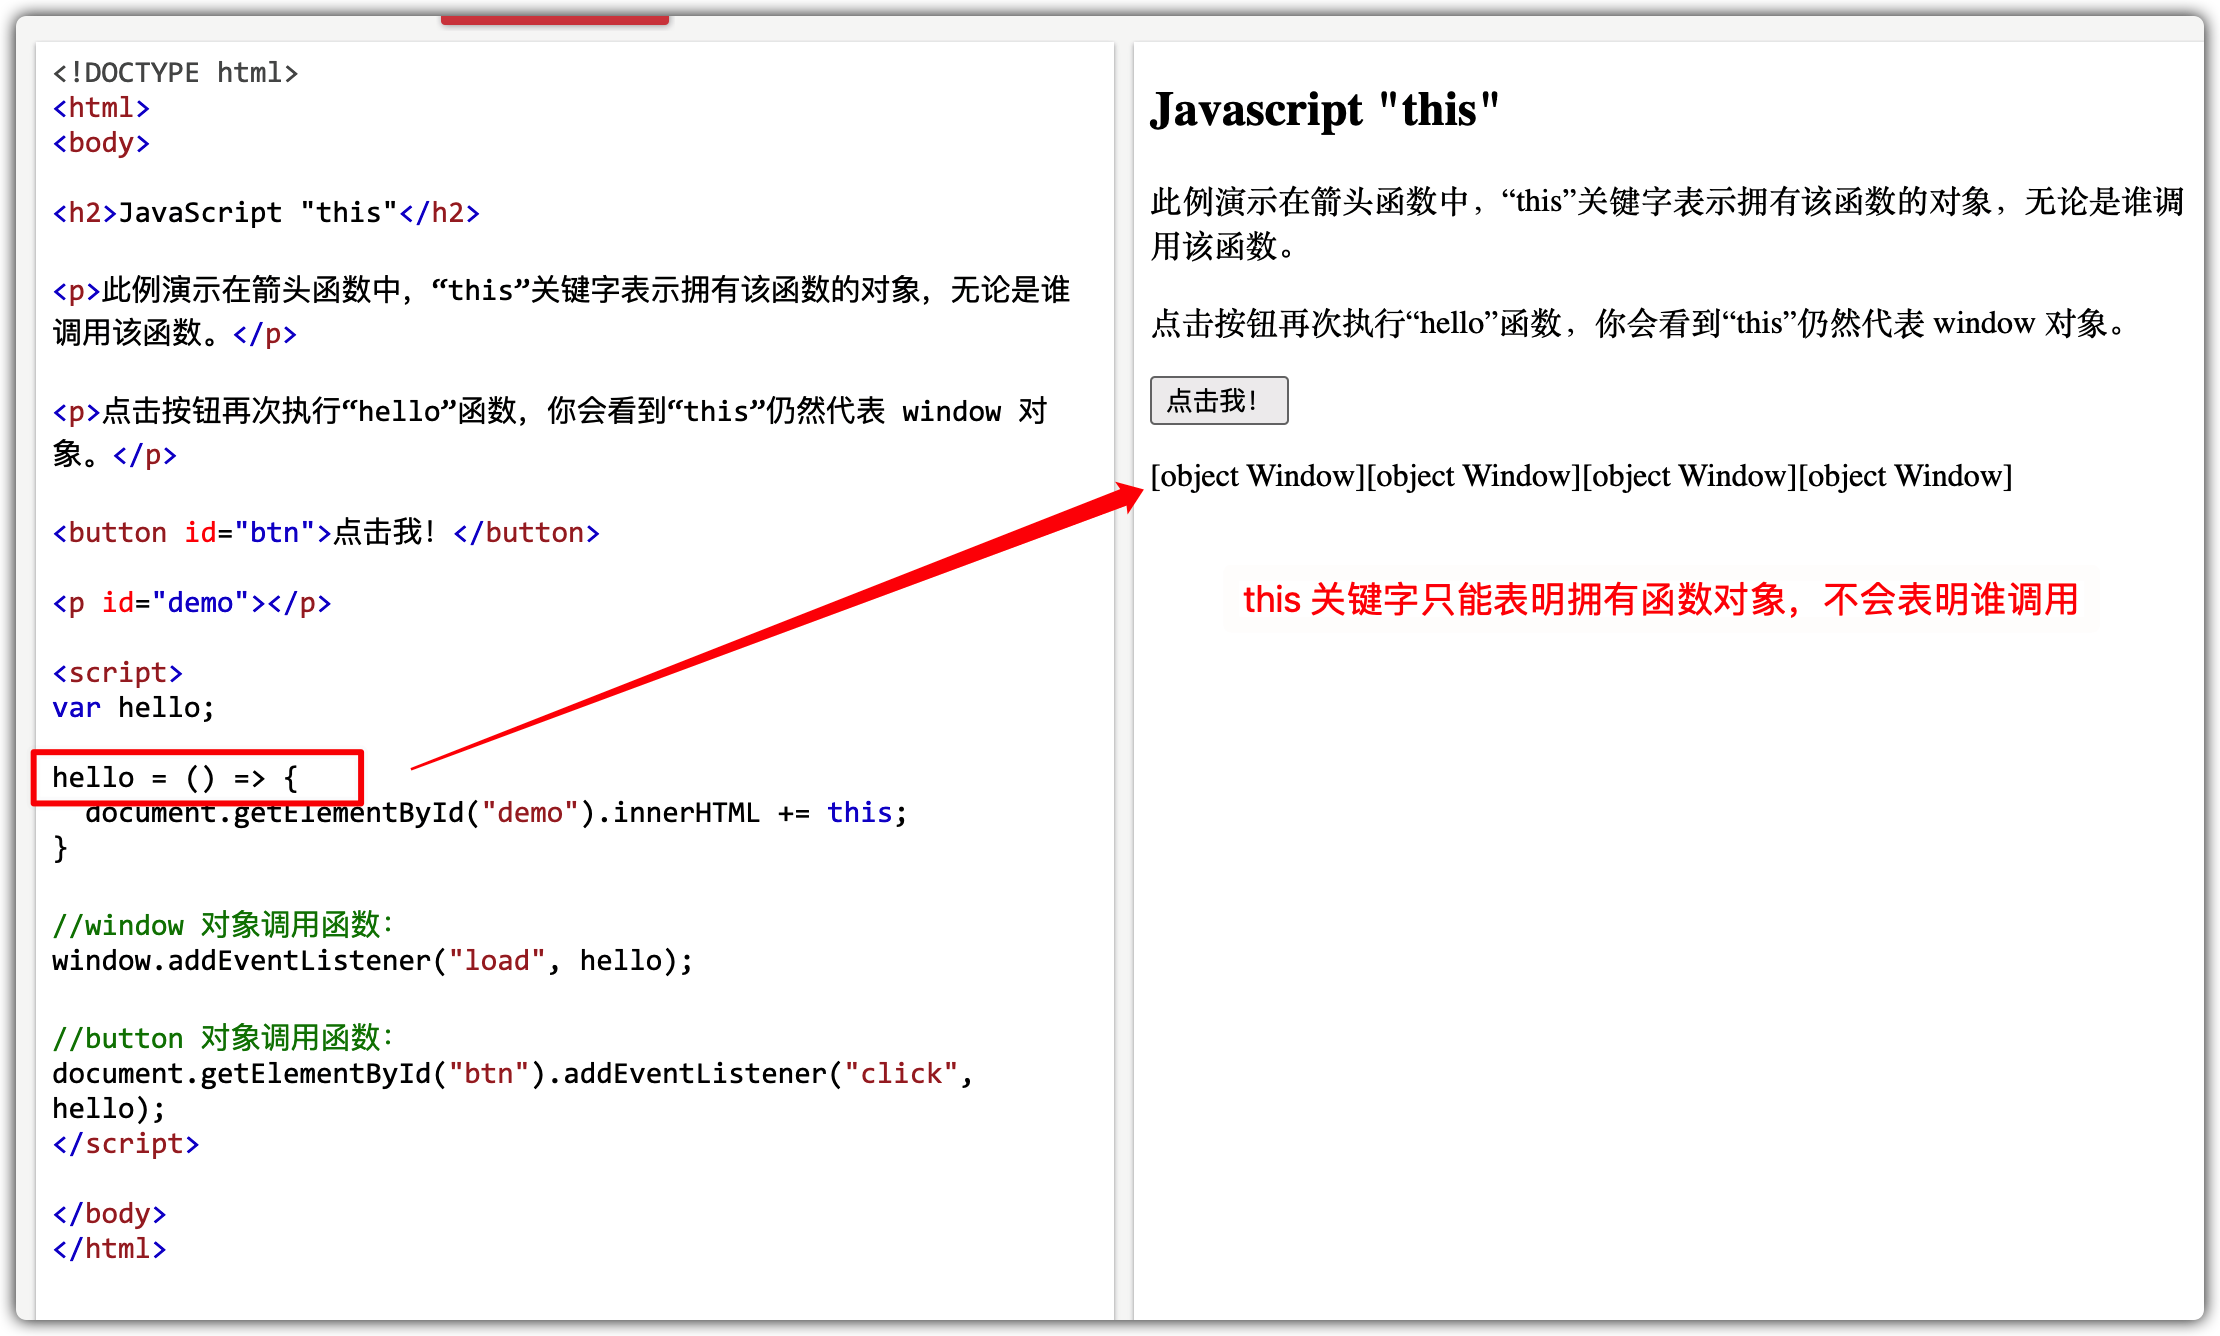 <!DOCTYPE html>
<html>
<body>
<h2>JavaScript "this"</h2>
<p>此例演示在箭头函数中，“this”关键字表示拥有该函数的对象，无论是谁
调用该函数。</p>
<p>点击按钮再次执行“hello”函数，你会看到“this”仍然代表 window 对
象。</p>
<button id="btn">点击我！</button>
<p id="demo"></p>
<script>
var hello;
hello = () => {
  document.getElementById("demo").innerHTML += this;
}
//window 对象调用函数：
window.addEventListener("load", hello);
//button 对象调用函数：
document.getElementById("btn").addEventListener("click",
hello);
</script>
</body>
</html>
Javascript "this"
此例演示在箭头函数中，“this”关键字表示拥有该函数的对象，无论是谁调
用该函数。
点击按钮再次执行“hello”函数，你会看到“this”仍然代表 window 对象。
点击我！
[object Window][object Window][object Window][object Window]
this 关键字只能表明拥有函数对象，不会表明谁调用